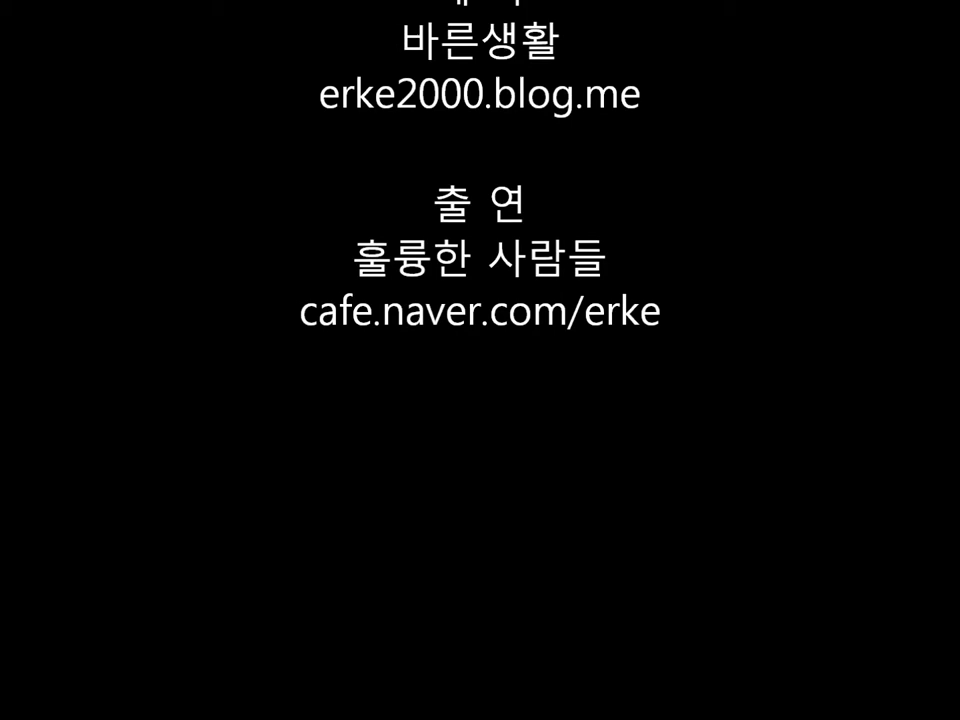 바른생활
erke2000.blog.me
출 연
훌륭한 사람들
cafe.naver.com/erke